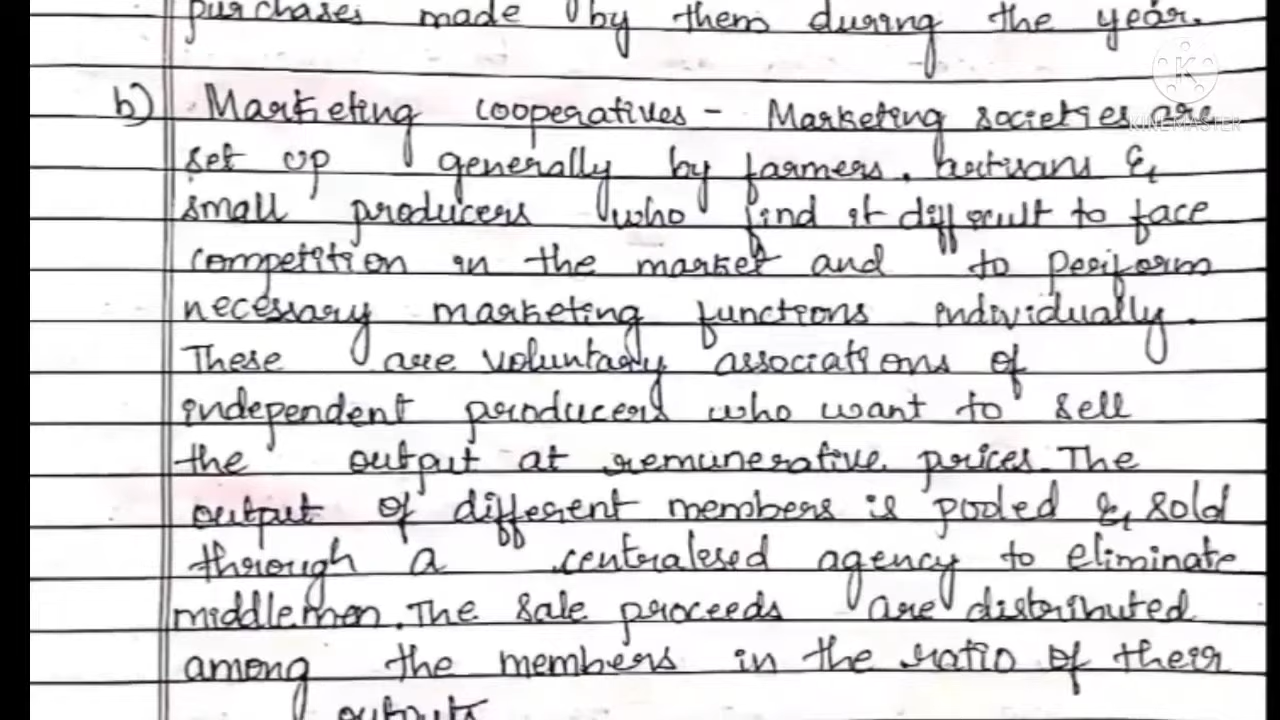 purchases made by them during the year.
b) Marketing cooperatives - Marketing societies are
KINEMASTER
set up generally by farmers, artisans &
small producers who find it difficult to face
competition in the market and to perform
necessary marketing functions individually.
These are voluntary associations of
independent producers who want to sell
the output at remunerative prices. The
output of different members is pooled & sold
through a centralesed agency to eliminate
middlemen. The sale proceeds are distributed
among the members in the ratio of their
outputs